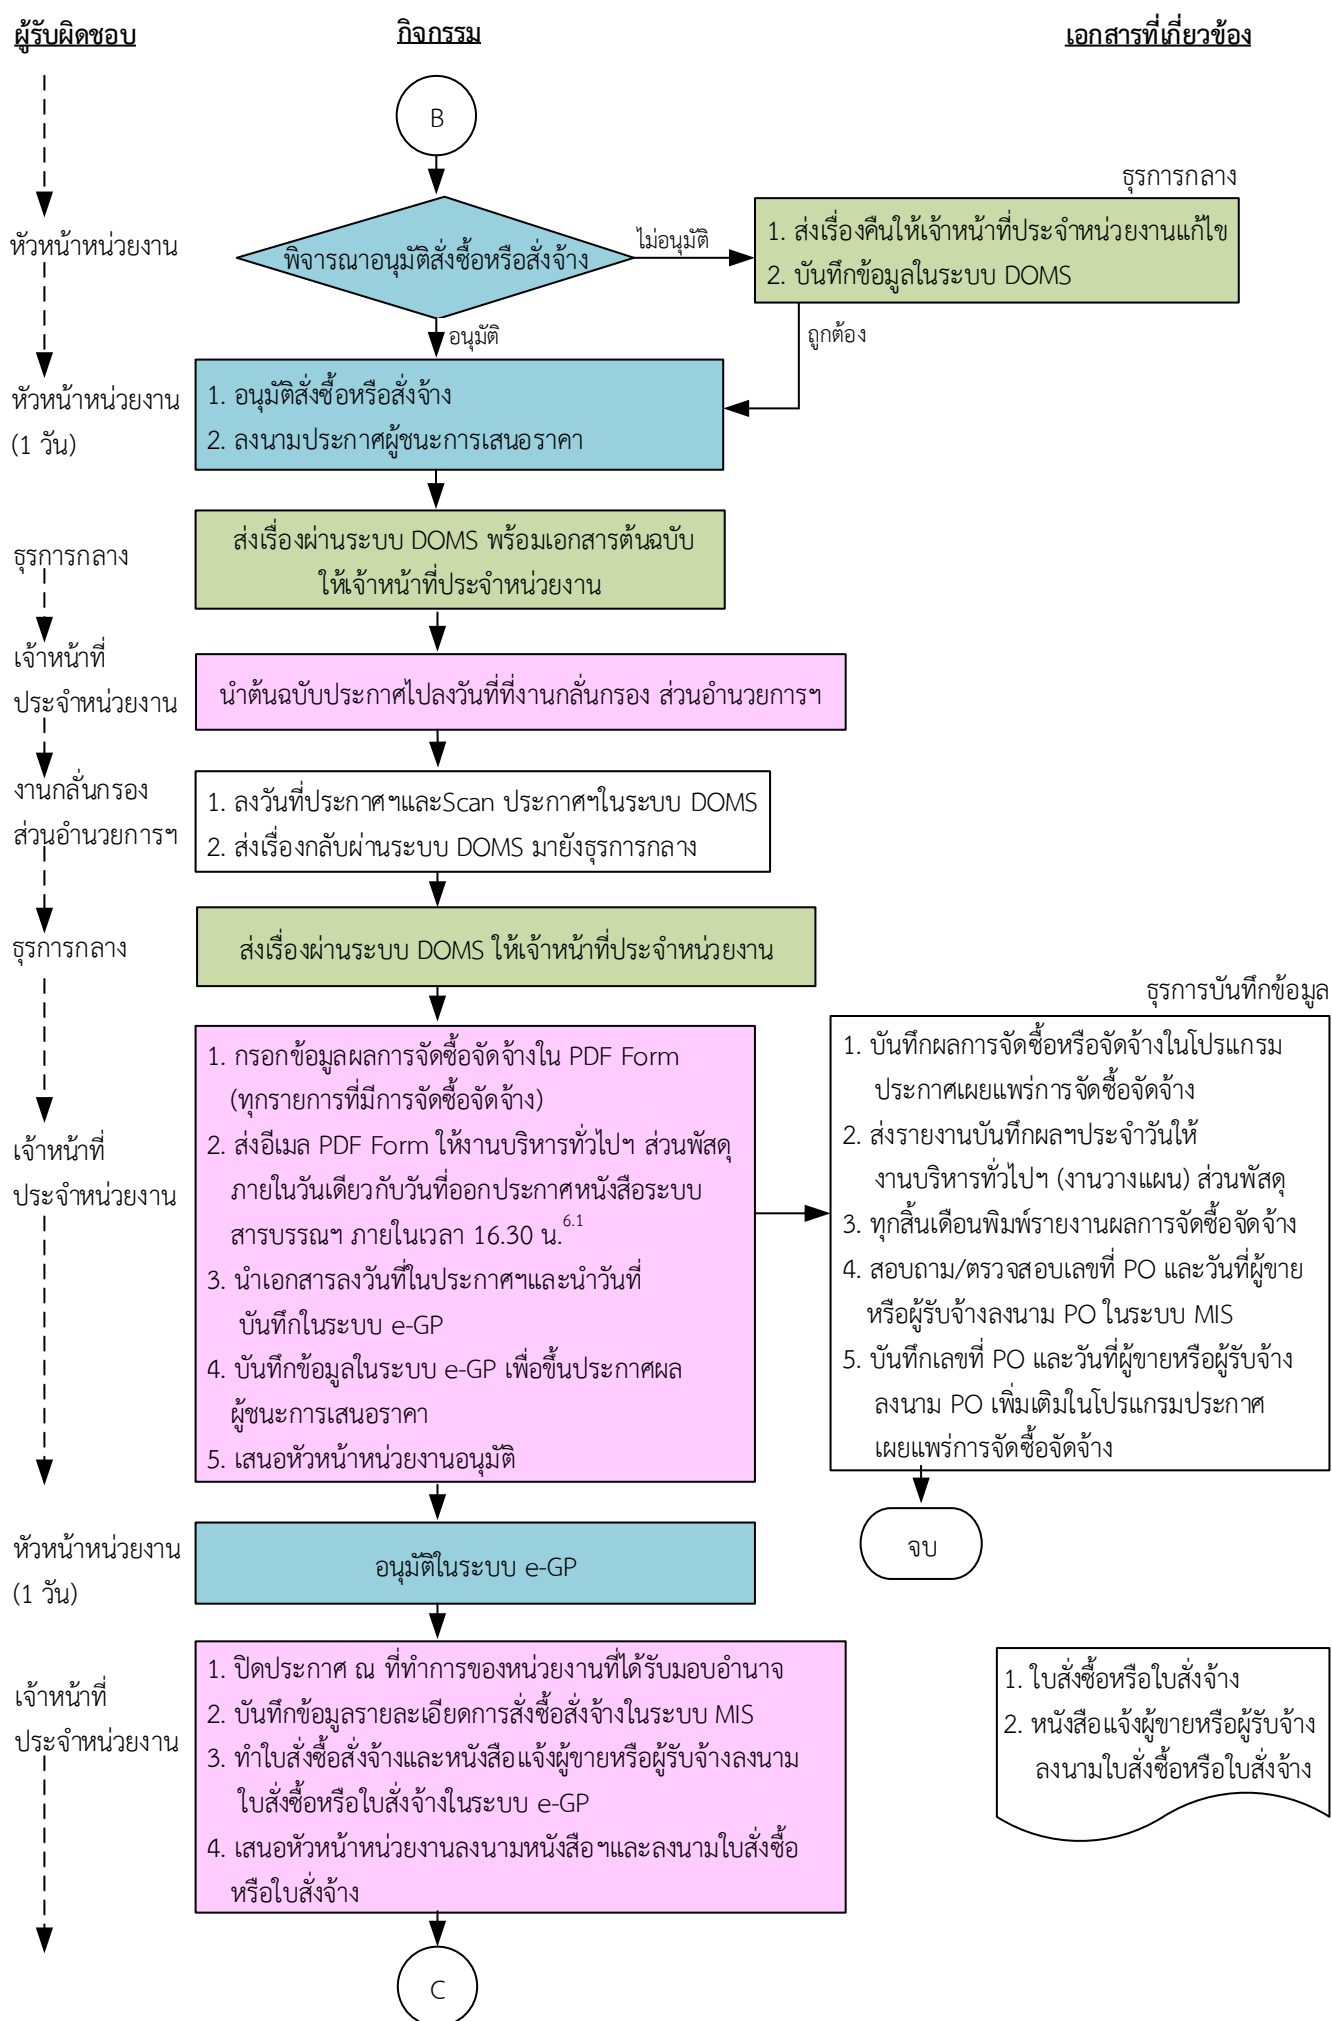 ผู้รับผิดชอบ
กิจกรรม
เอกสารที่เกี่ยวข้อง
B
ธุรการกลาง
หัวหน้าหน่วยงาน
พิจารณาอนุมัติสั่งซื้อหรือสั่งจ้าง
ไม่อนุมัติ
1. ส่งเรื่องคืนให้เจ้าหน้าที่ประจำหน่วยงานแก้ไข
2. บันทึกข้อมูลในระบบ DOMS
อนุมัติ
ถูกต้อง
หัวหน้าหน่วยงาน
(1 วัน)
1. อนุมัติสั่งซื้อหรือสั่งจ้าง
2. ลงนามประกาศผู้ชนะการเสนอราคา
ธุรการกลาง
ส่งเรื่องผ่านระบบ DOMS พร้อมเอกสารต้นฉบับ
ให้เจ้าหน้าที่ประจำหน่วยงาน
เจ้าหน้าที่
ประจำหน่วยงาน
นำต้นฉบับประกาศไปลงวันที่ที่งานกลั่นกรอง ส่วนอำนวยการฯ
งานกลั่นกรอง
ส่วนอำนวยการฯ
1. ลงวันที่ประกาศฯและScan ประกาศฯในระบบ DOMS
2. ส่งเรื่องกลับผ่านระบบ DOMS มายังธุรการกลาง
ธุรการกลาง
ส่งเรื่องผ่านระบบ DOMS ให้เจ้าหน้าที่ประจำหน่วยงาน
ธุรการบันทึกข้อมูล
เจ้าหน้าที่
ประจำหน่วยงาน
1. กรอกข้อมูลผลการจัดซื้อจัดจ้างใน PDF Form
(ทุกรายการที่มีการจัดซื้อจัดจ้าง)
2. ส่งอีเมล PDF Form ให้งานบริหารทั่วไปฯ ส่วนพัสดุ
ภายในวันเดียวกับวันที่ออกประกาศหนังสือระบบ
สารบรรณฯ ภายในเวลา 16.30 น.6.1
3. นำเอกสารลงวันที่ในประกาศฯและนำวันที่
บันทึกในระบบ e-GP
4. บันทึกข้อมูลในระบบ e-GP เพื่อขึ้นประกาศผล
ผู้ชนะการเสนอราคา
5. เสนอหัวหน้าหน่วยงานอนุมัติ
1. บันทึกผลการจัดซื้อหรือจัดจ้างในโปรแกรม
ประกาศเผยแพร่การจัดซื้อจัดจ้าง
2. ส่งรายงานบันทึกผลฯประจำวันให้
งานบริหารทั่วไปฯ (งานวางแผน) ส่วนพัสดุ
3. ทุกสิ้นเดือนพิมพ์รายงานผลการจัดซื้อจัดจ้าง
4. สอบถาม/ตรวจสอบเลขที่ PO และวันที่ผู้ขาย
หรือผู้รับจ้างลงนาม PO ในระบบ MIS
5. บันทึกเลขที่ PO และวันที่ผู้ขายหรือผู้รับจ้าง
ลงนาม PO เพิ่มเติมในโปรแกรมประกาศ
เผยแพร่การจัดซื้อจัดจ้าง
จบ
หัวหน้าหน่วยงาน
(1 วัน)
อนุมัติในระบบ e-GP
เจ้าหน้าที่
ประจำหน่วยงาน
1. ปิดประกาศ ณ ที่ทำการของหน่วยงานที่ได้รับมอบอำนาจ
2. บันทึกข้อมูลรายละเอียดการสั่งซื้อสั่งจ้างในระบบ MIS
3. ทำใบสั่งซื้อสั่งจ้างและหนังสือแจ้งผู้ขายหรือผู้รับจ้างลงนาม
ใบสั่งซื้อหรือใบสั่งจ้างในระบบ e-GP
4. เสนอหัวหน้าหน่วยงานลงนามหนังสือฯและลงนามใบสั่งซื้อ
หรือใบสั่งจ้าง
1. ใบสั่งซื้อหรือใบสั่งจ้าง
2. หนังสือแจ้งผู้ขายหรือผู้รับจ้าง
ลงนามใบสั่งซื้อหรือใบสั่งจ้าง
C